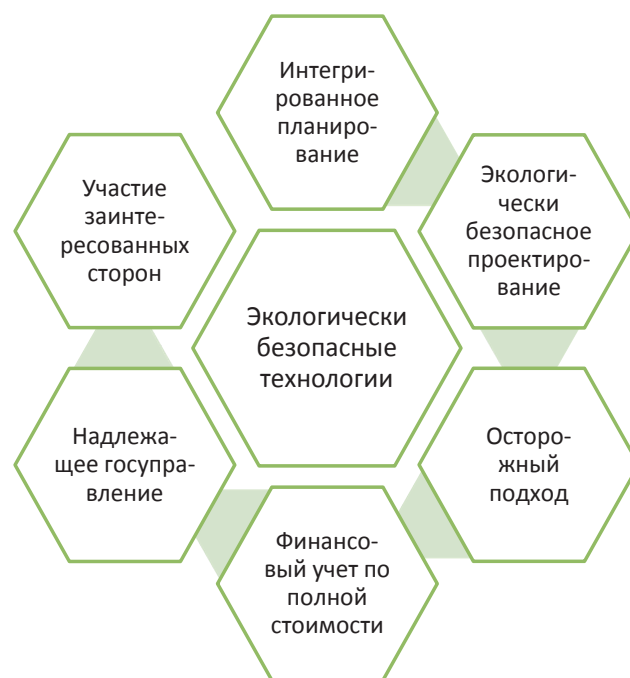 Интегри-
рованное
планиро-
вание
Экологи-
чески
безопасное
проектиро-
вание
Осторо-
жный
подход
Финансо-
вый учет по
полной
стоимости
Надлежа-
щее госупра-
вление
Участие
заинте-
ресованных
сторон
Экологически
безопасные
технологии